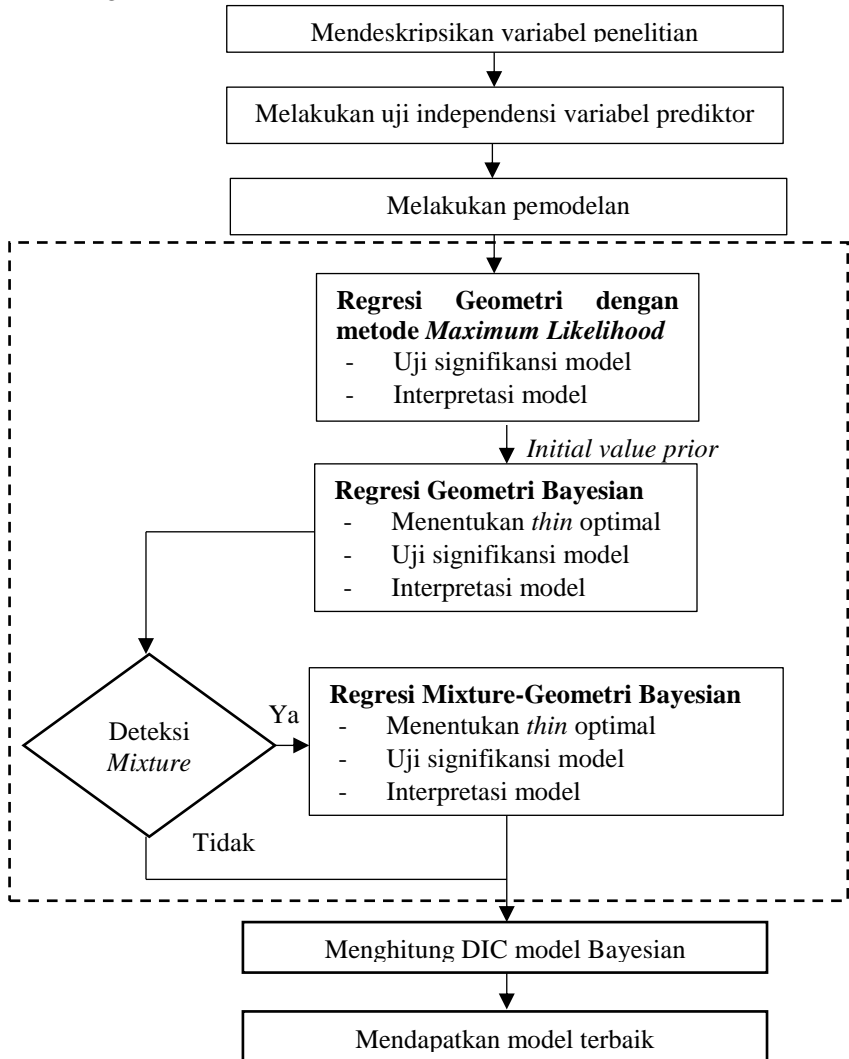 Mendeskripsikan variabel penelitian
Melakukan uji independensi variabel prediktor
Melakukan pemodelan
Regresi Geometri dengan
metode Maximum Likelihood
- Uji signifikansi model
- Interpretasi model
Initial value prior
Regresi Geometri Bayesian
- Menentukan thin optimal
- Uji signifikansi model
- Interpretasi model
Deteksi
Mixture
Ya
Regresi Mixture-Geometri Bayesian
- Menentukan thin optimal
- Uji signifikansi model
- Interpretasi model
Tidak
Menghitung DIC model Bayesian
Mendapatkan model terbaik